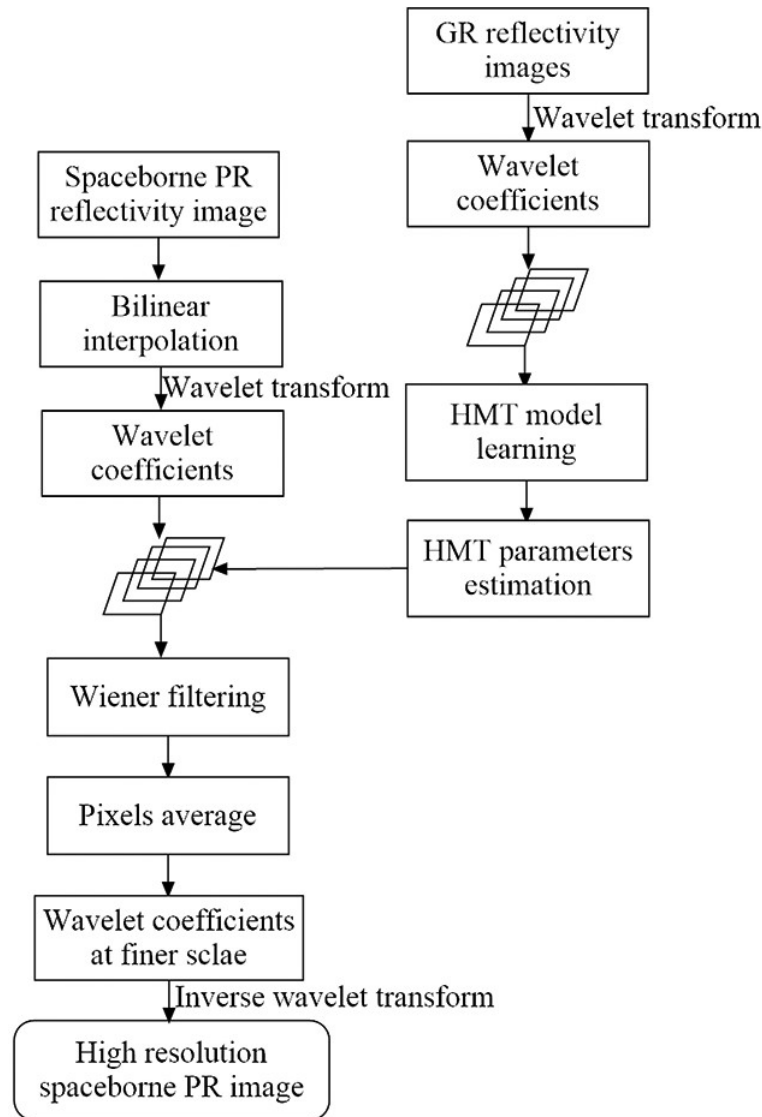 GR reflectivity
images
Wavelet transform
Wavelet
coefficients
HMT model
learning
HMT parameters
estimation
Spaceborne PR
reflectivity image
Bilinear
interpolation
Wavelet transform
Wavelet
coefficients
Wiener filtering
Pixels average
Wavelet coefficients
at finer sclae
Inverse wavelet transform
High resolution
spaceborne PR image